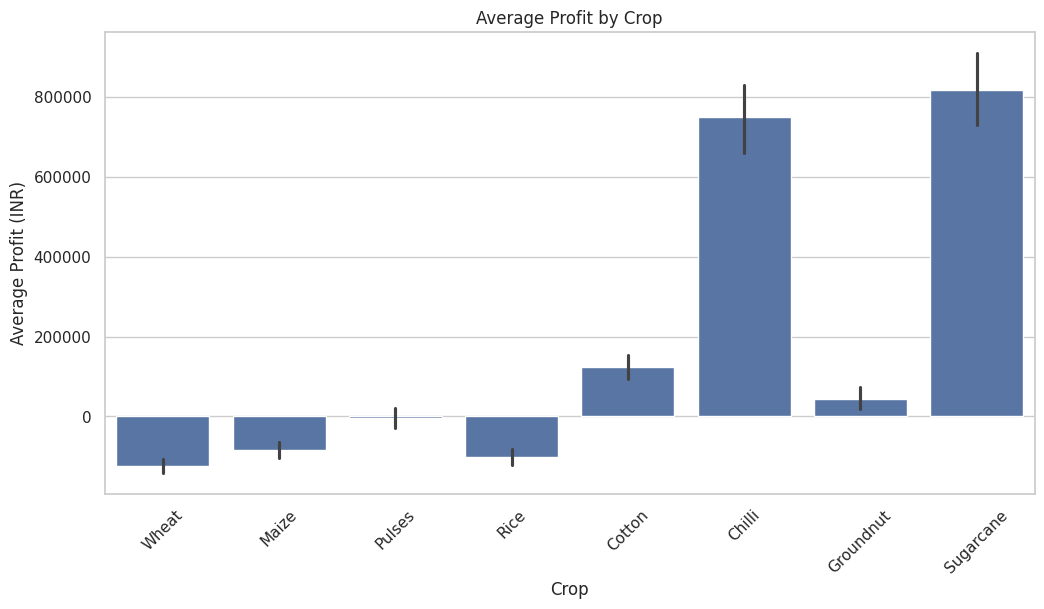 Average Profit by Crop
Average Profit (INR)
800000
600000
400000
200000
0
Wheat
Maize
Pulses
Rice
Cotton
Chilli
Groundnut
Sugarcane
Crop